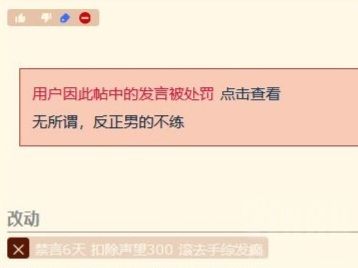 用户因此帖中的发言被处罚 点击查看
无所谓，反正男的不练
改动
禁言6天 扣除声望300 滚去手综发癫